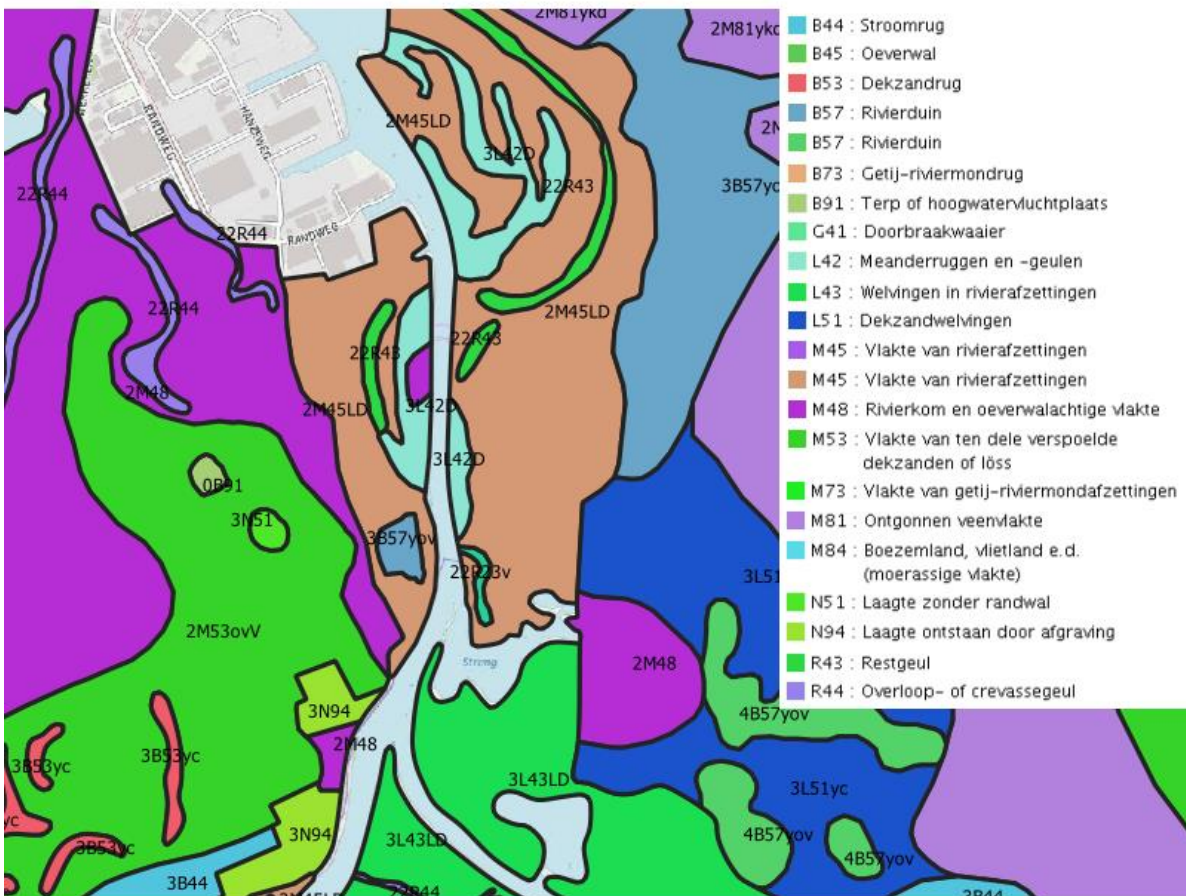 2M81ykd
2M81ykd
RANDWEG
HANZEWEG
2M45LD
3L42D
22R43
22R44
3B57yo
22R44
RANDWEG
22R44
2M45LD
22R43
22R43
2M48
2M45LD
3L42D
3L42D
0B91
3N51
3B57yov
22R23v
3L51
2M53ovV
Strang
2M48
3N94
4B57yov
2M48
3B53yc
3B53yc
3L43LD
3L51yc
yc
3B53yc
3N94
3L43LD
4B57yov
4B57yov
3B44
2M45LD
22R44
3B44
B44 : Stroomrug
B45 : Oeverwal
B53 : Dekzandrug
B57 : Rivierduin
B57 : Rivierduin
B73 : Getij-riviermondrug
B91 : Terp of hoogwatervluchtplaats
G41 : Doorbraakwaaier
L42 : Meanderruggen en -geulen
L43 : Welvingen in rivierafzettingen
L51 : Dekzandwelvingen
M45 : Vlakte van rivierafzettingen
M45 : Vlakte van rivierafzettingen
M48 : Rivierkom en oeverwalachtige vlakte
M53 : Vlakte van ten dele verspoelde
dekzanden of löss
M73 : Vlakte van getij-riviermondafzettingen
M81 : Ontgonnen veenvlakte
M84 : Boezemland, vlietland e.d.
(moerassige vlakte)
N51 : Laagte zonder randwal
N94 : Laagte ontstaan door afgraving
R43 : Restgeul
R44 : Overloop- of crevassegeul